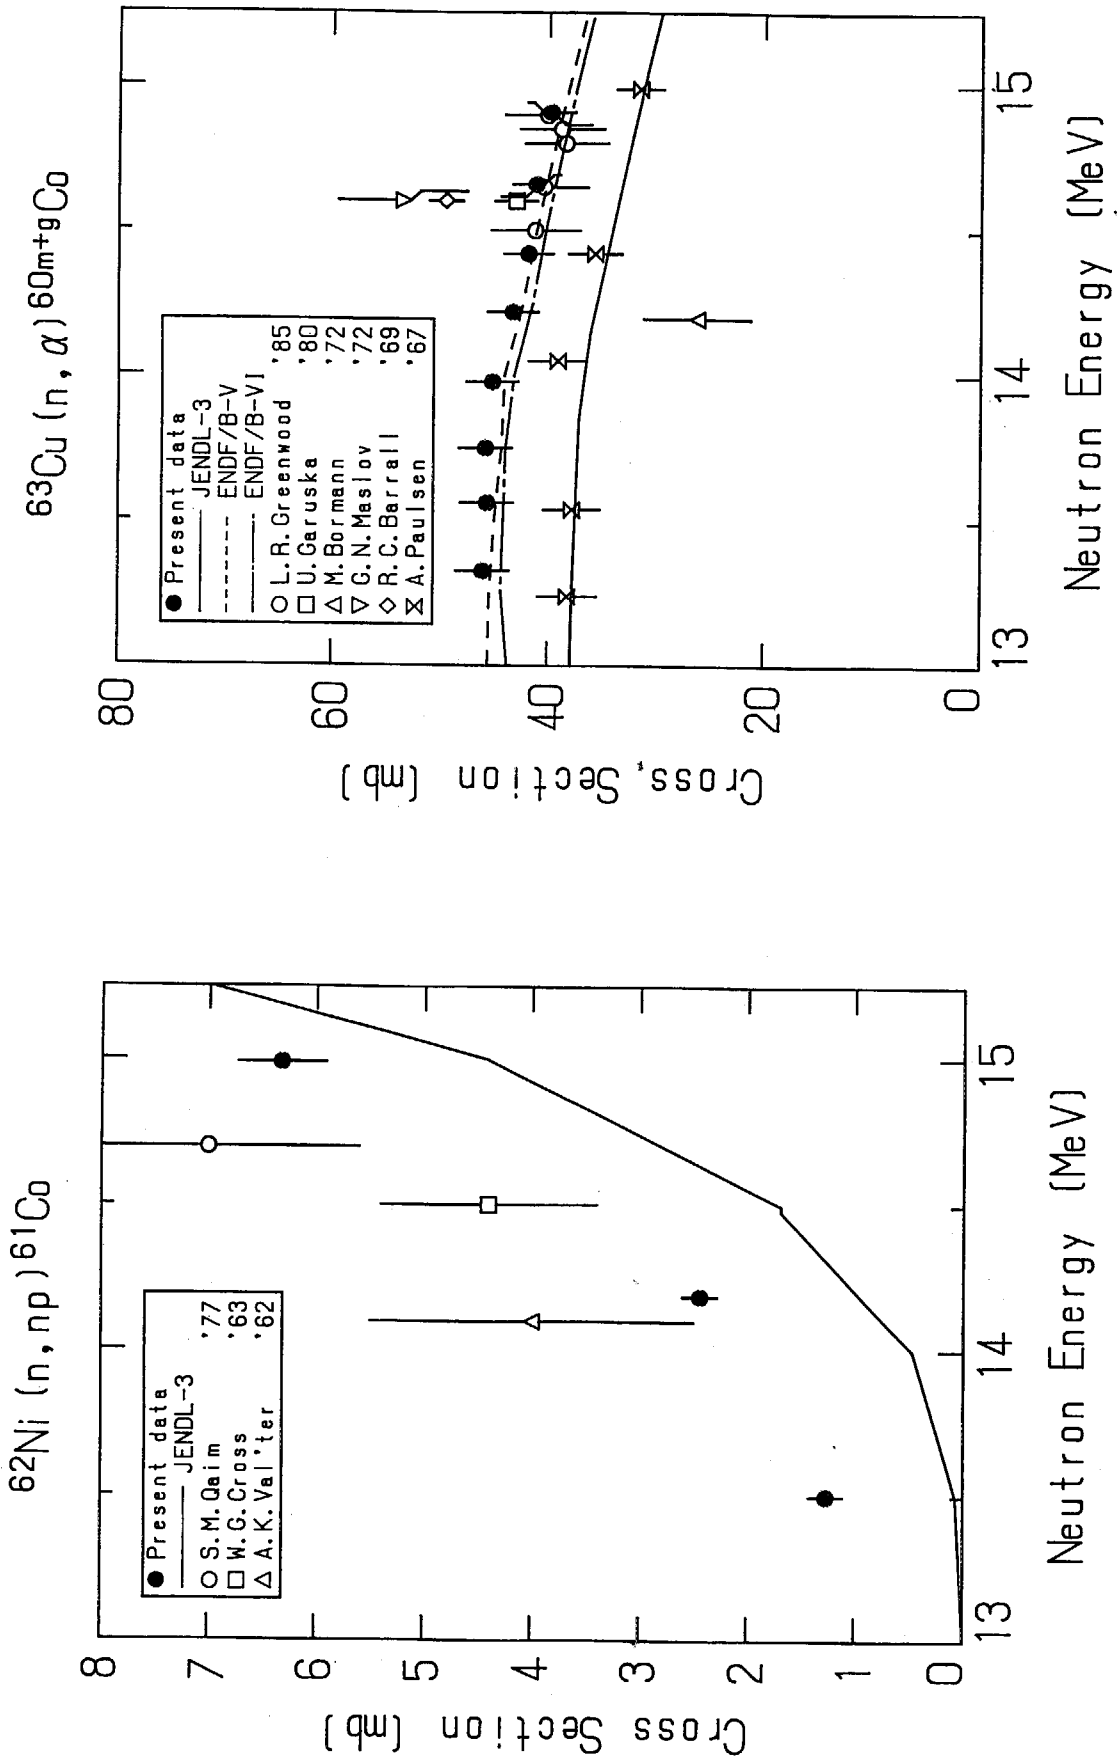 62Ni (n, np) 61Co
● Present data
JENDL-3
○ S.M.Qaim '77
□ W.G.Cross '63
△ A.K.Val'ter '62
8
7
6
5
4
3
2
1
0
Cross Section (mb)
13
14
15
Neutron Energy (MeV)
63Cu (n, α) 60m+gCo
● Present data
JENDL-3
ENDF/B-V
ENDF/B-VI
○ L.R.Greenwood '85
□ U.Garuska '80
△ M.Bormann '72
▽ G.N.Maslov '72
◇ R.C.Barrall '69
A.Paulsen '67
80
60
40
20
0
Cross Section (mb)
13
14
15
Neutron Energy (MeV)